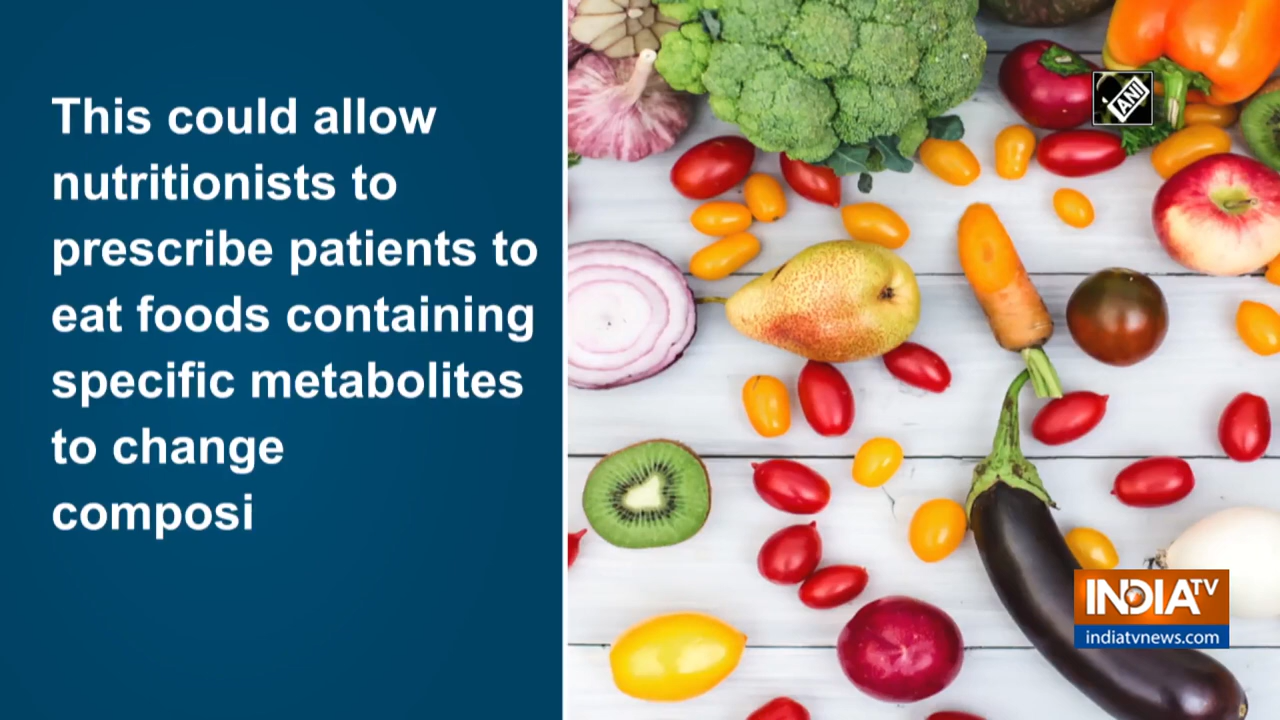 This could allow
nutritionists to
prescribe patients to
eat foods containing
specific metabolites
to change
composi
ANI
INDIA TV
indiatvnews.com